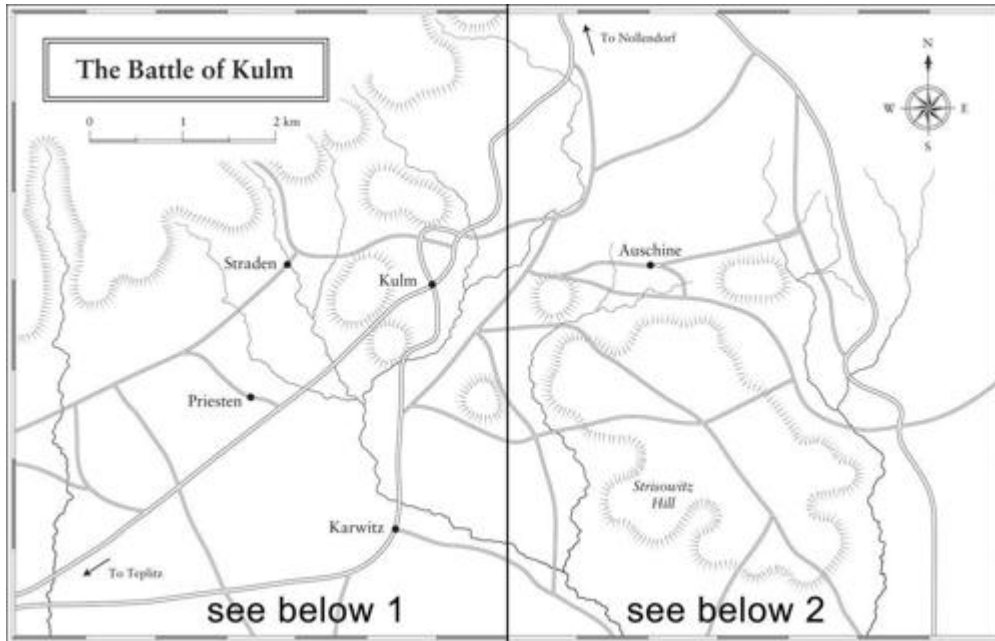 The Battle of Kulm
0 1 2 km
To Nollendorf
N
W E
S
Straden
Kulm
Auschine
Priesten
Strisowitz
Hill
Karwitz
To Teplitz
see below 1
see below 2